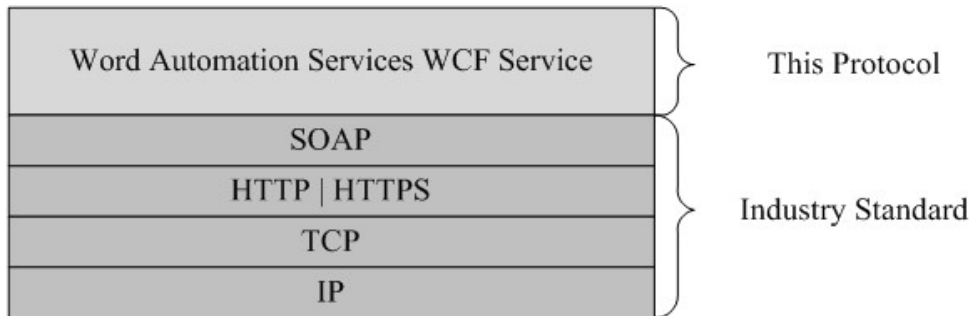 Word Automation Services WCF Service
This Protocol
SOAP
HTTP | HTTPS
TCP
IP
Industry Standard